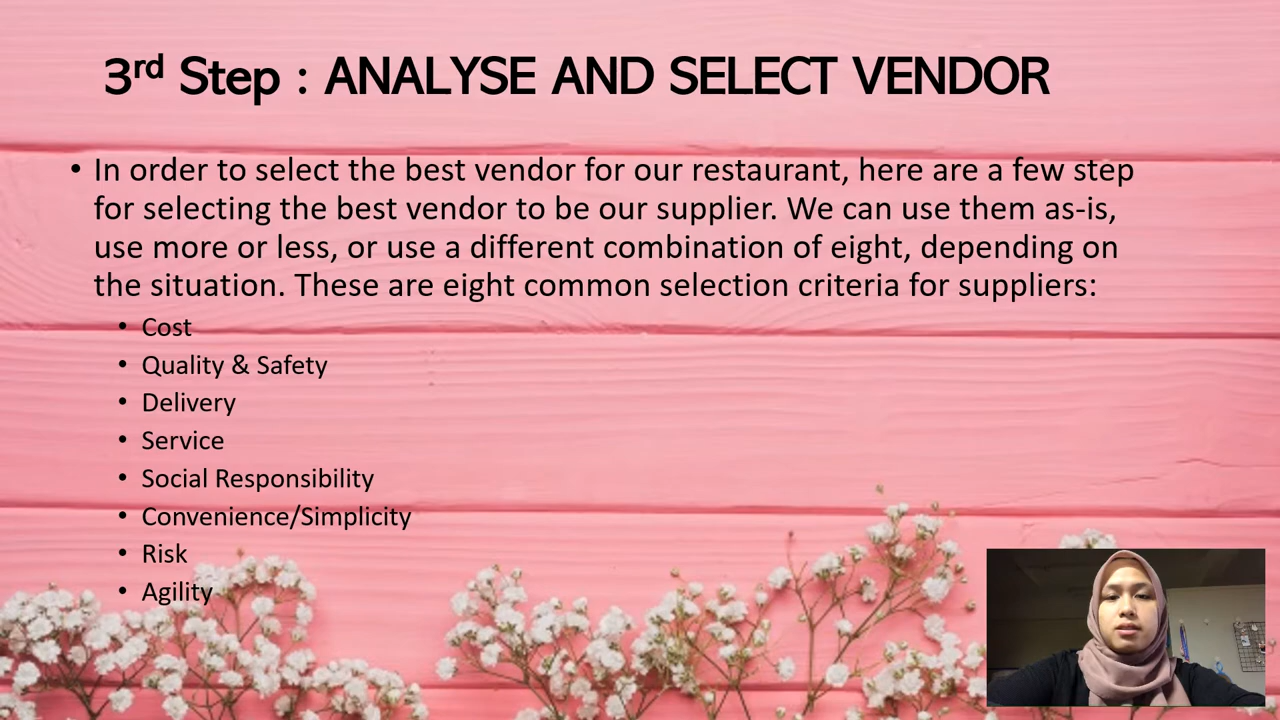 3rd Step : ANALYSE AND SELECT VENDOR
• In order to select the best vendor for our restaurant, here are a few step
for selecting the best vendor to be our supplier. We can use them as-is,
use more or less, or use a different combination of eight, depending on
the situation. These are eight common selection criteria for suppliers:
• Cost
• Quality & Safety
• Delivery
• Service
• Social Responsibility
• Convenience/Simplicity
• Risk
• Agility